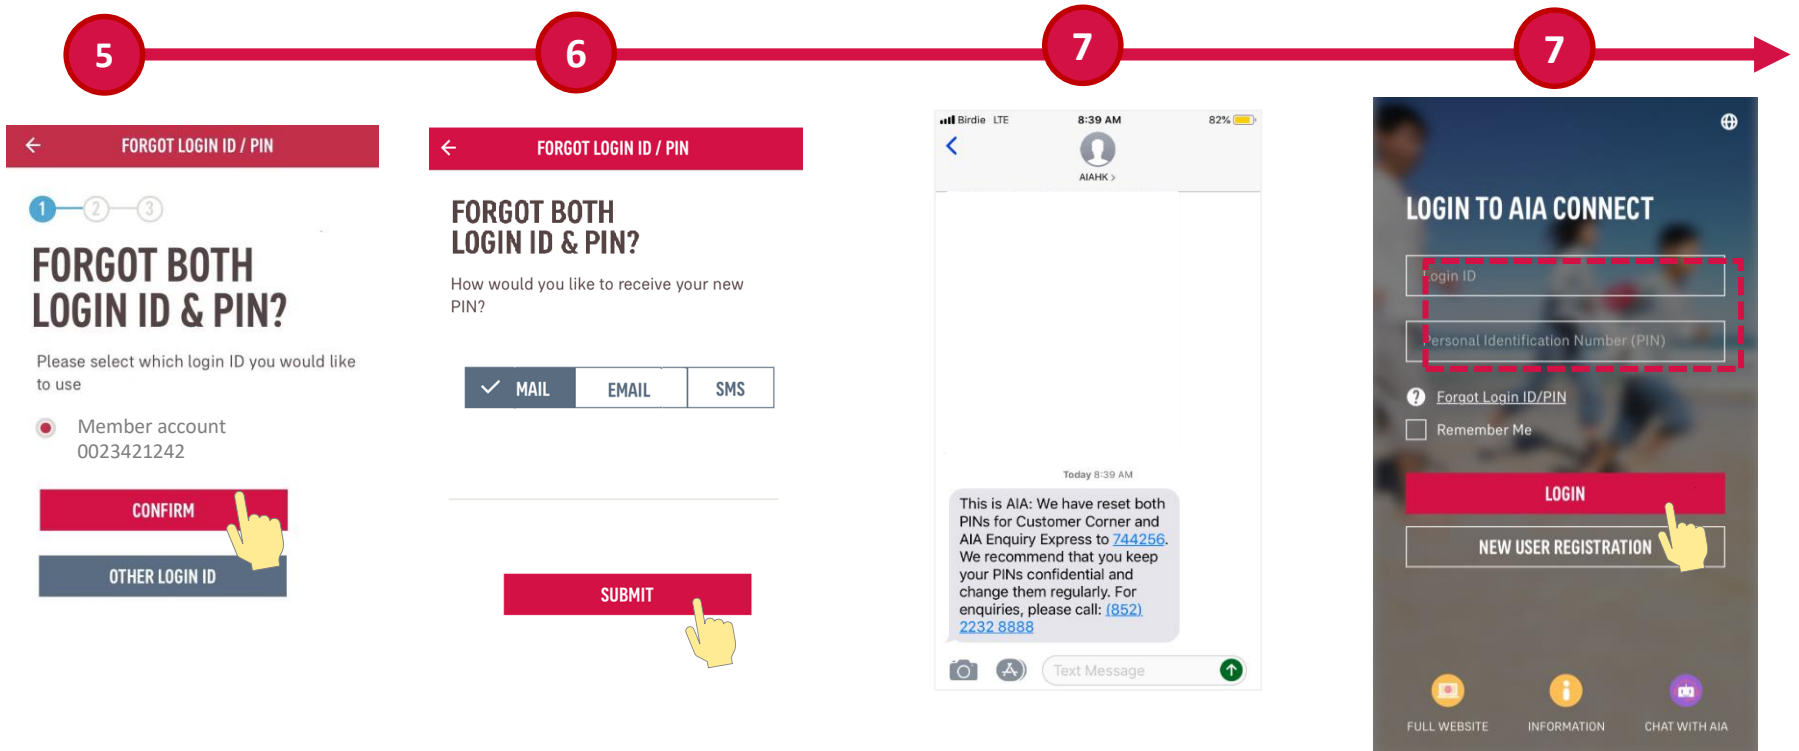 5
6
7
7
FORGOT LOGIN ID / PIN
1 2 3
FORGOT BOTH
LOGIN ID & PIN?
Please select which login ID you would like
to use
Member account
0023421242
CONFIRM
OTHER LOGIN ID
FORGOT LOGIN ID / PIN
FORGOT BOTH
LOGIN ID & PIN?
How would you like to receive your new
PIN?
MAIL EMAIL SMS
SUBMIT
Birdie LTE 8:39 AM 82%
AIAHK >
Today 8:39 AM
This is AIA: We have reset both
PINs for Customer Corner and
AIA Enquiry Express to 744256.
We recommend that you keep
your PINs confidential and
change them regularly. For
enquiries, please call: (852)
2232 8888
Text Message
LOGIN TO AIA CONNECT
Login ID
Personal Identification Number (PIN)
? Forgot Login ID/PIN
Remember Me
LOGIN
NEW USER REGISTRATION
FULL WEBSITE INFORMATION CHAT WITH AIA